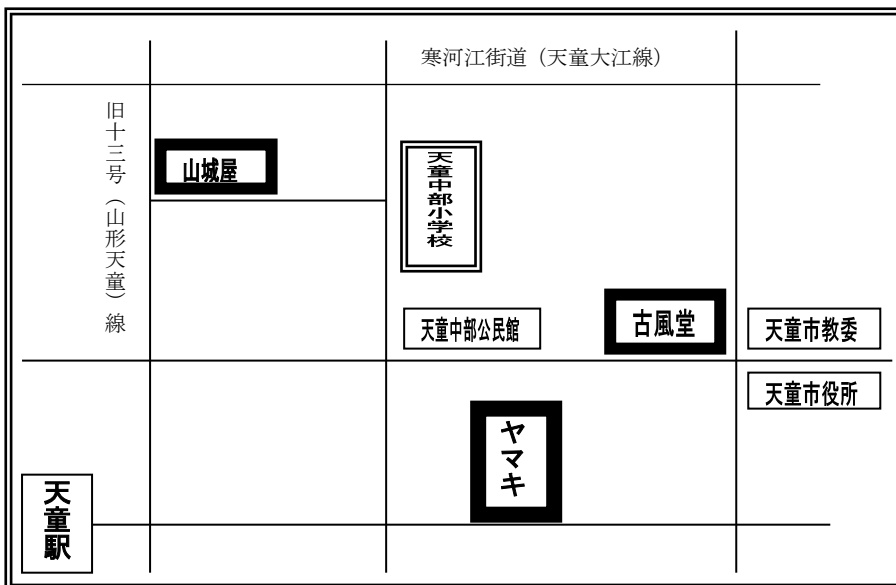 寒河江街道（天童大江線）
旧十三号（山形天童）線
山城屋
天童中部小学校
天童中部公民館
古風堂
天童市教委
天童市役所
ヤマキ
天童駅